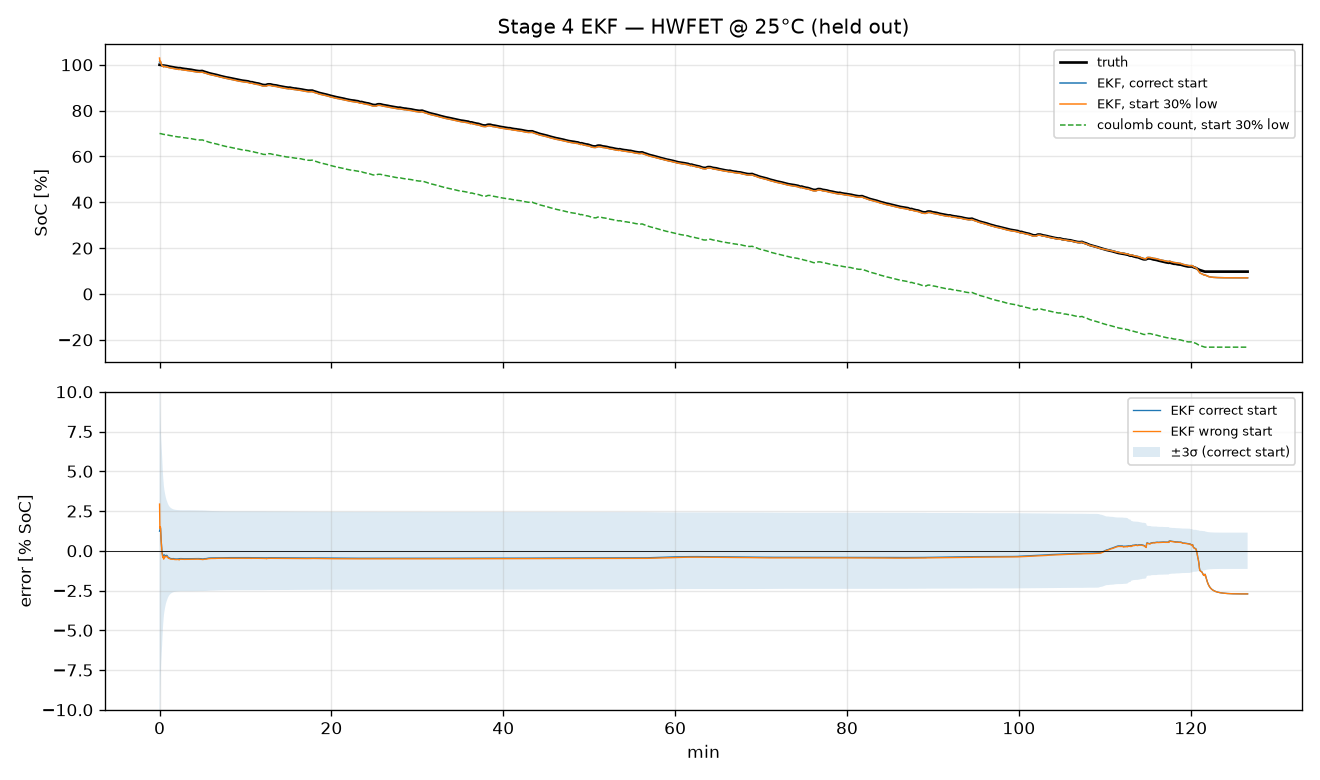 Stage 4 EKF — HWFET @ 25°C (held out)
SoC [%]
100
80
60
40
20
0
−20
truth
EKF, correct start
EKF, start 30% low
coulomb count, start 30% low
error [% SoC]
10.0
7.5
5.0
2.5
0.0
−2.5
−5.0
−7.5
−10.0
EKF correct start
EKF wrong start
±3σ (correct start)
0 20 40 60 80 100 120
min